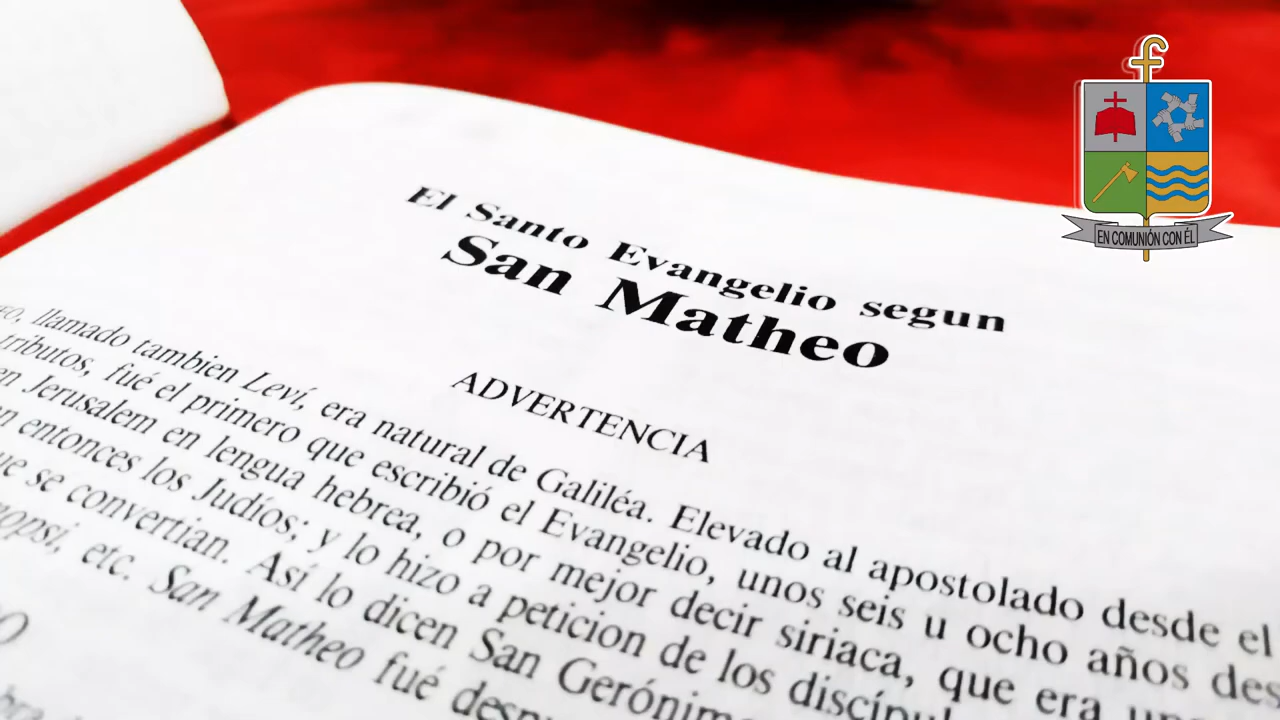 El Santo Evangelio segun
San Matheo
ADVERTENCIA
llamado tambien Leví, era natural de Galiléa. Elevado al apostolado desde el
tributos, fué el primero que escribió el Evangelio, unos seis u ocho años
en Jerusalem en lengua hebrea, o por mejor decir siriaca, que era
entonces los Judíos; y lo hizo a peticion de los
se convertian. Así lo dicen San
etc. San Matheo fué
EN COMUNIÓN CON ÉL